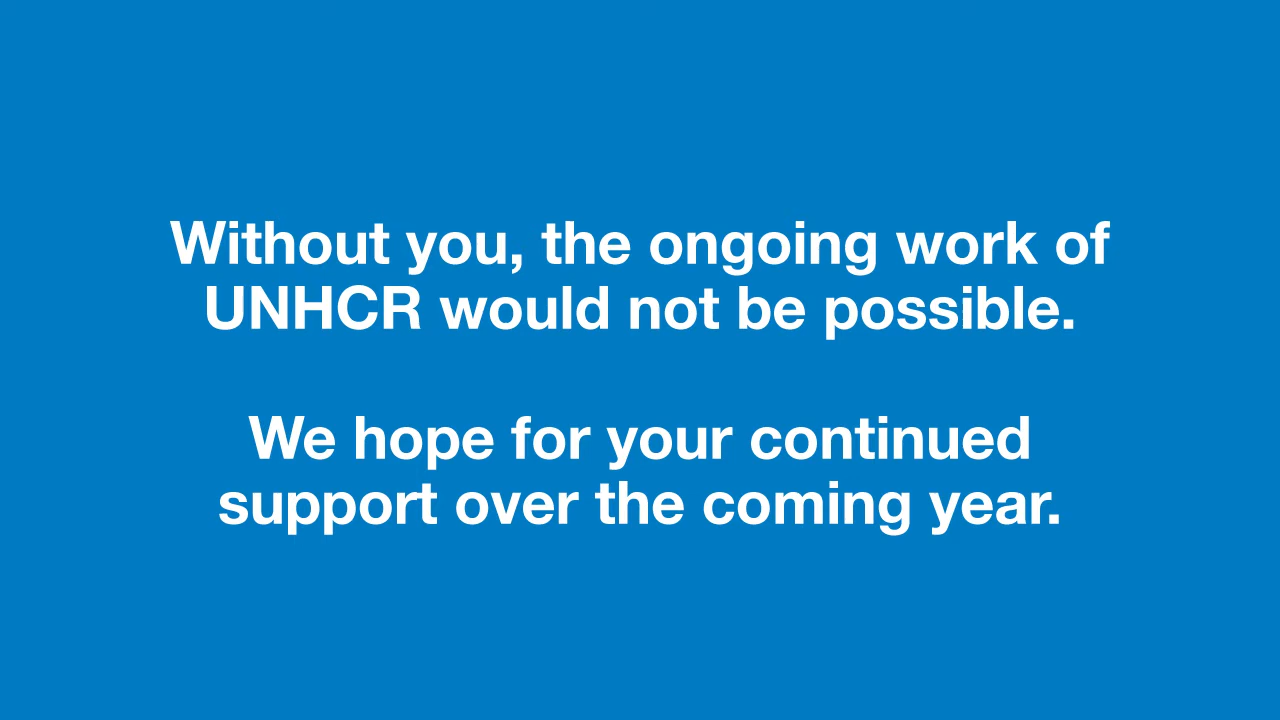 Without you, the ongoing work of
UNHCR would not be possible.
We hope for your continued
support over the coming year.